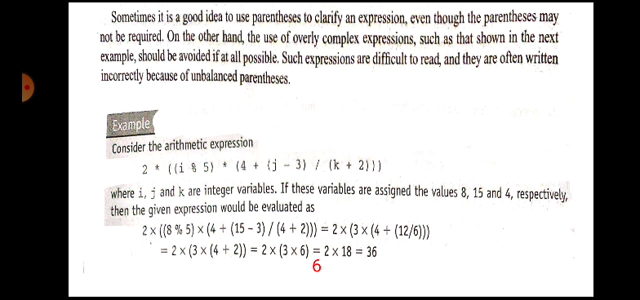 Sometimes it is a good idea to use parentheses to clarify an expression, even though the parentheses may
not be required. On the other hand, the use of overly complex expressions, such as that shown in the next
example, should be avoided if at all possible. Such expressions are difficult to read, and they are often written
incorrectly because of unbalanced parentheses.
Example
Consider the arithmetic expression
2 * ((i % 5) * (4 + (j - 3) / (k + 2)))
where i, j and k are integer variables. If these variables are assigned the values 8, 15 and 4, respectively,
then the given expression would be evaluated as
2 × ((8 % 5) × (4 + (15 – 3) / (4 + 2))) = 2 × (3 × (4 + (12/6)))
= 2 × (3 × (4 + 2)) = 2 × (3 × 6) = 2 × 18 = 36
6